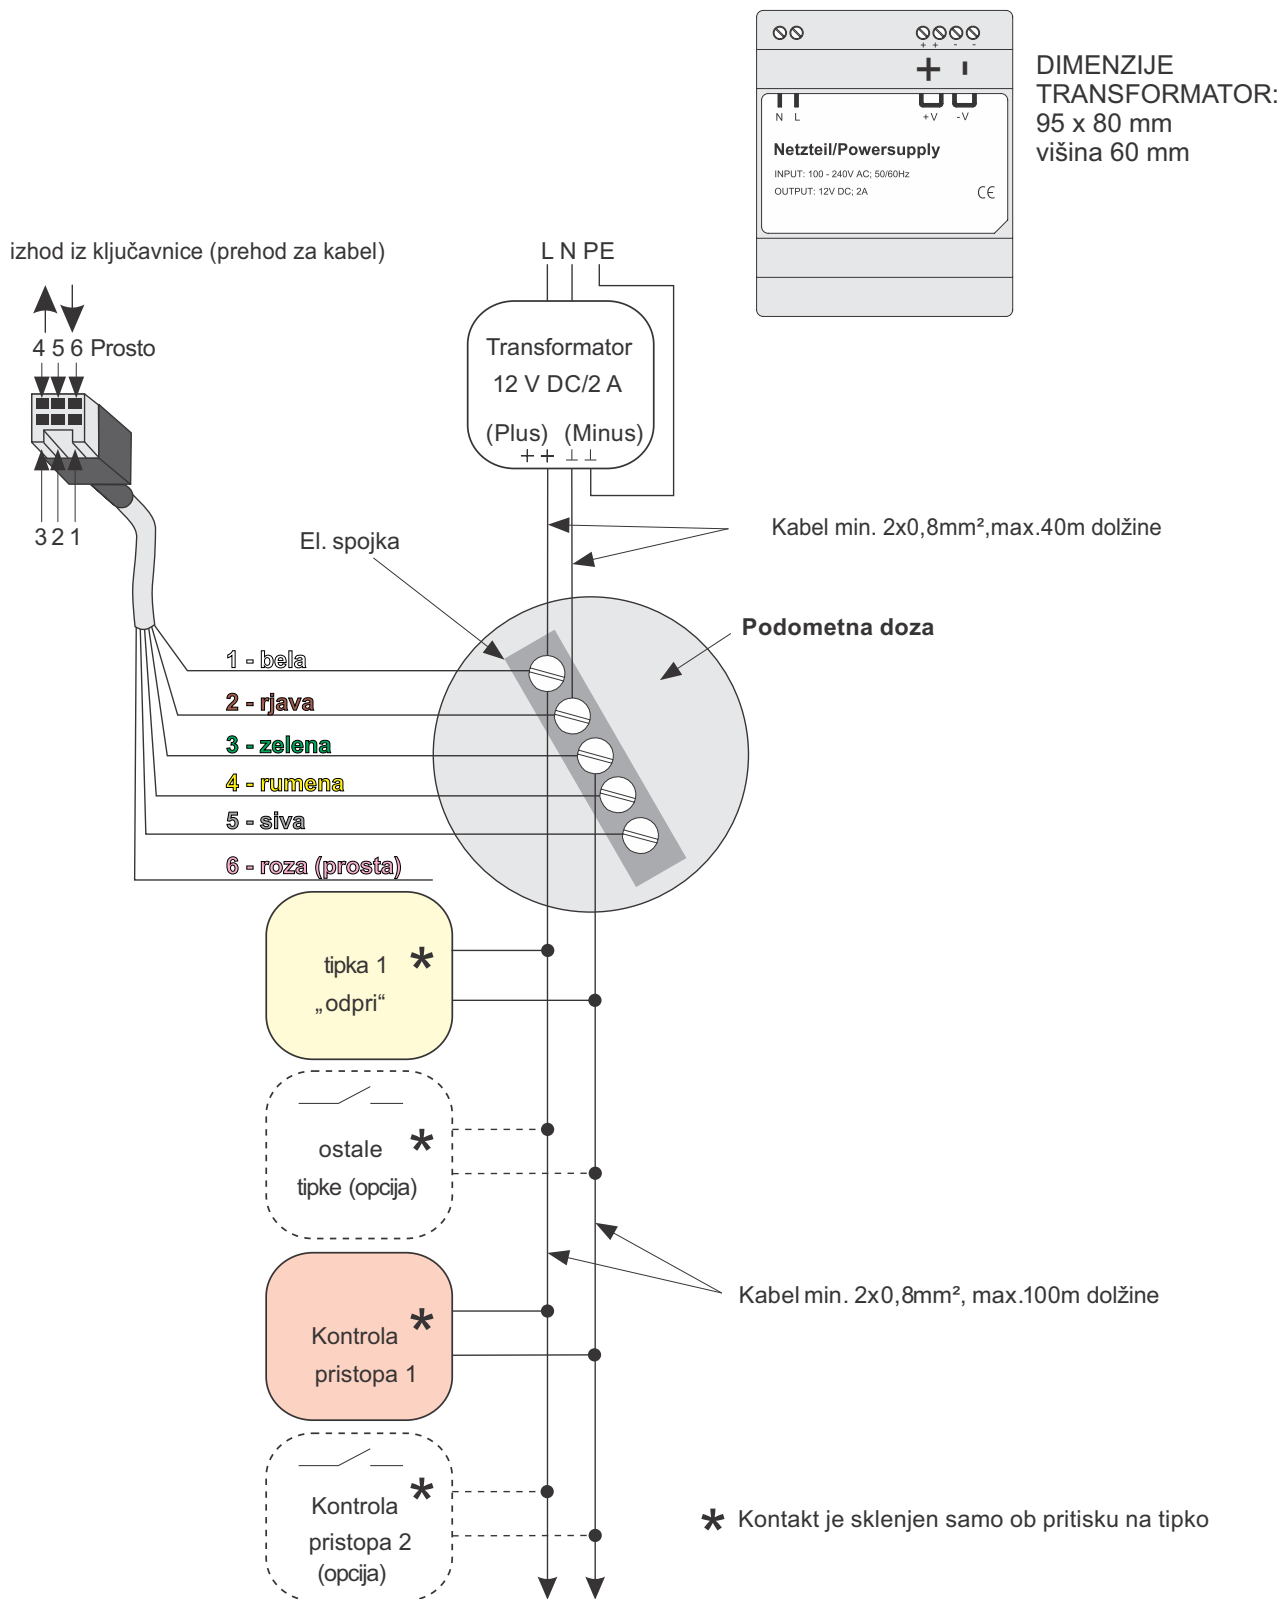 + + - -
+ -
N L +V -V
Netzteil/Powersupply
INPUT: 100 - 240V AC; 50/60Hz
OUTPUT: 12V DC; 2A
CE
DIMENZIJE
TRANSFORMATOR:
95 x 80 mm
višina 60 mm
izhod iz ključavnice (prehod za kabel)
4 5 6 Prosto
3 2 1
L N PE
Transformator
12 V DC/2 A
(Plus) (Minus)
+ + ⊥ ⊥
Kabel min. 2x0,8mm²,max.40m dolžine
El. spojka
Podometna doza
1 - bela
2 - rjava
3 - zelena
4 - rumena
5 - siva
6 - roza (prosta)
tipka 1 *
„odpri“
ostale *
tipke (opcija)
Kabel min. 2x0,8mm², max.100m dolžine
Kontrola *
pristopa 1
Kontrola *
pristopa 2
(opcija)
* Kontakt je sklenjen samo ob pritisku na tipko